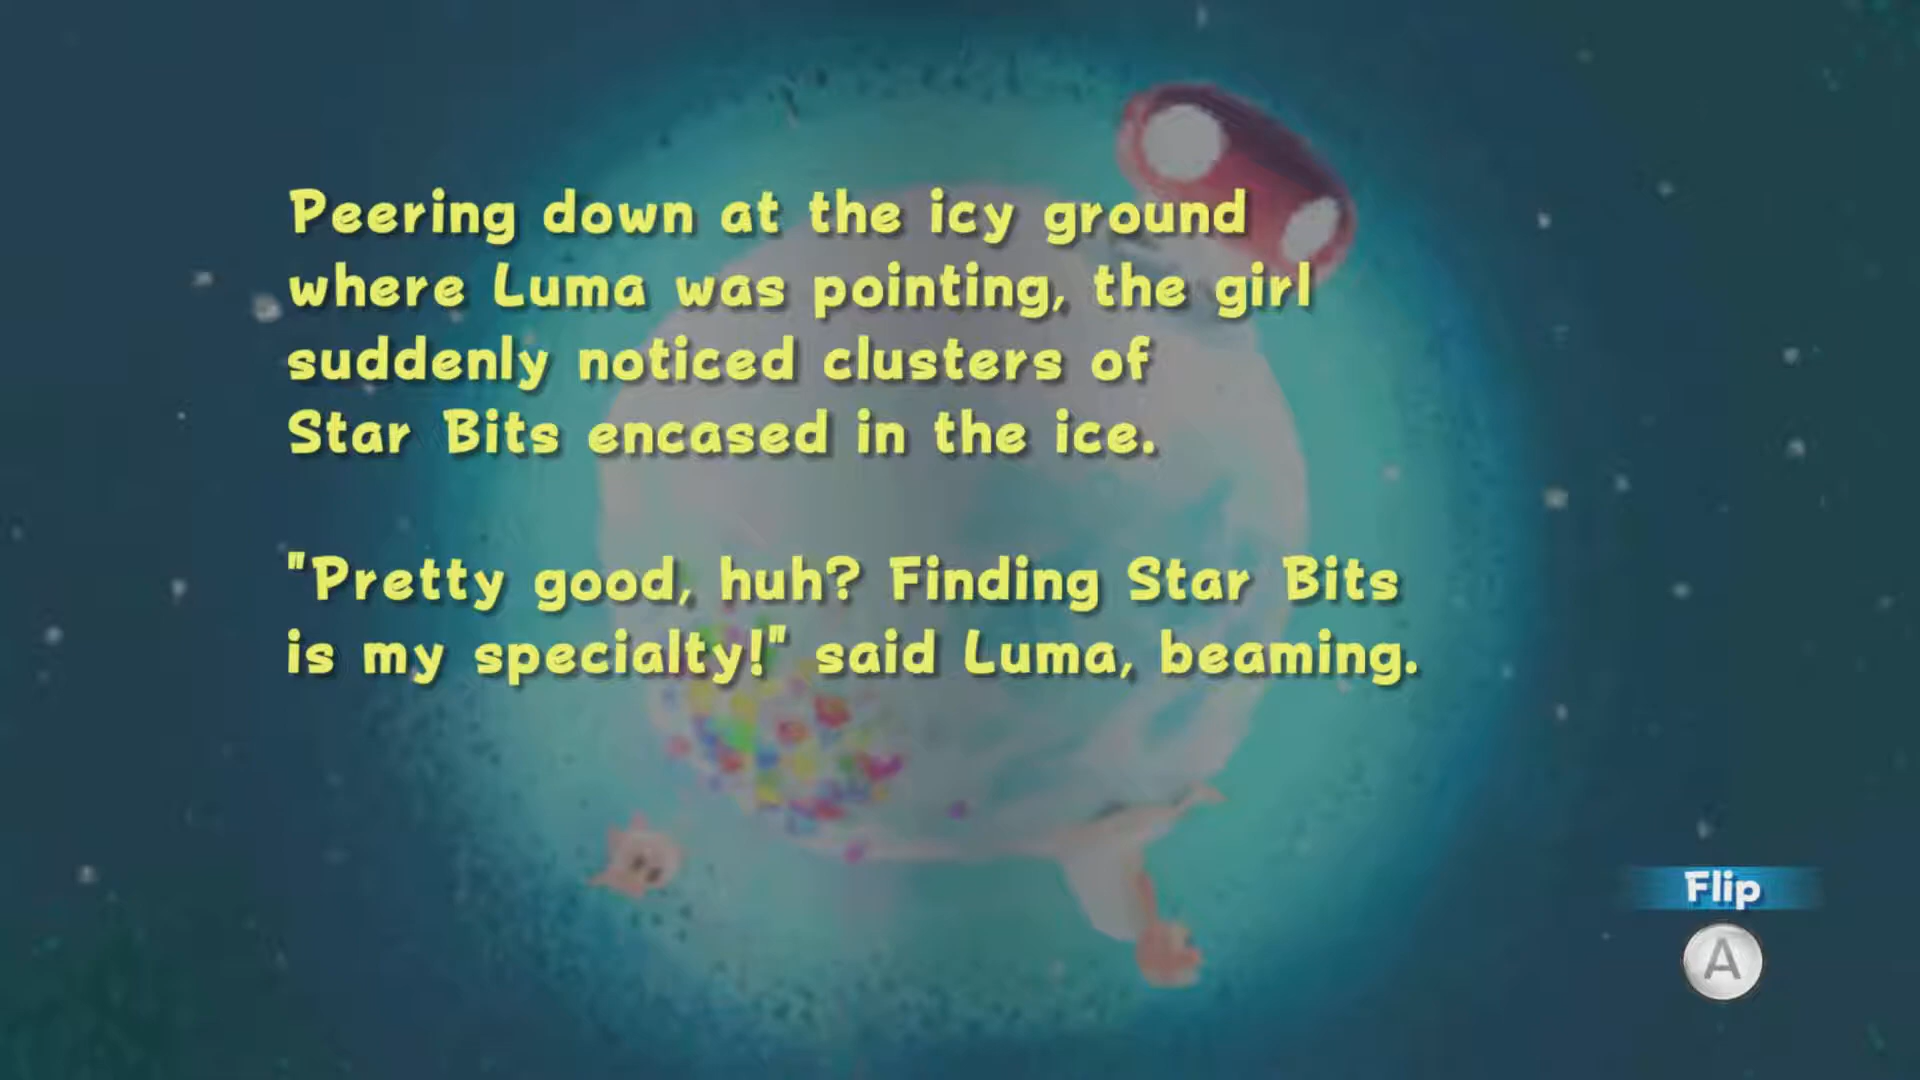 Peering down at the icy ground
where Luma was pointing, the girl
suddenly noticed clusters of
Star Bits encased in the ice.
"Pretty good, huh? Finding Star Bits
is my specialty!" said Luma, beaming.
Flip
A